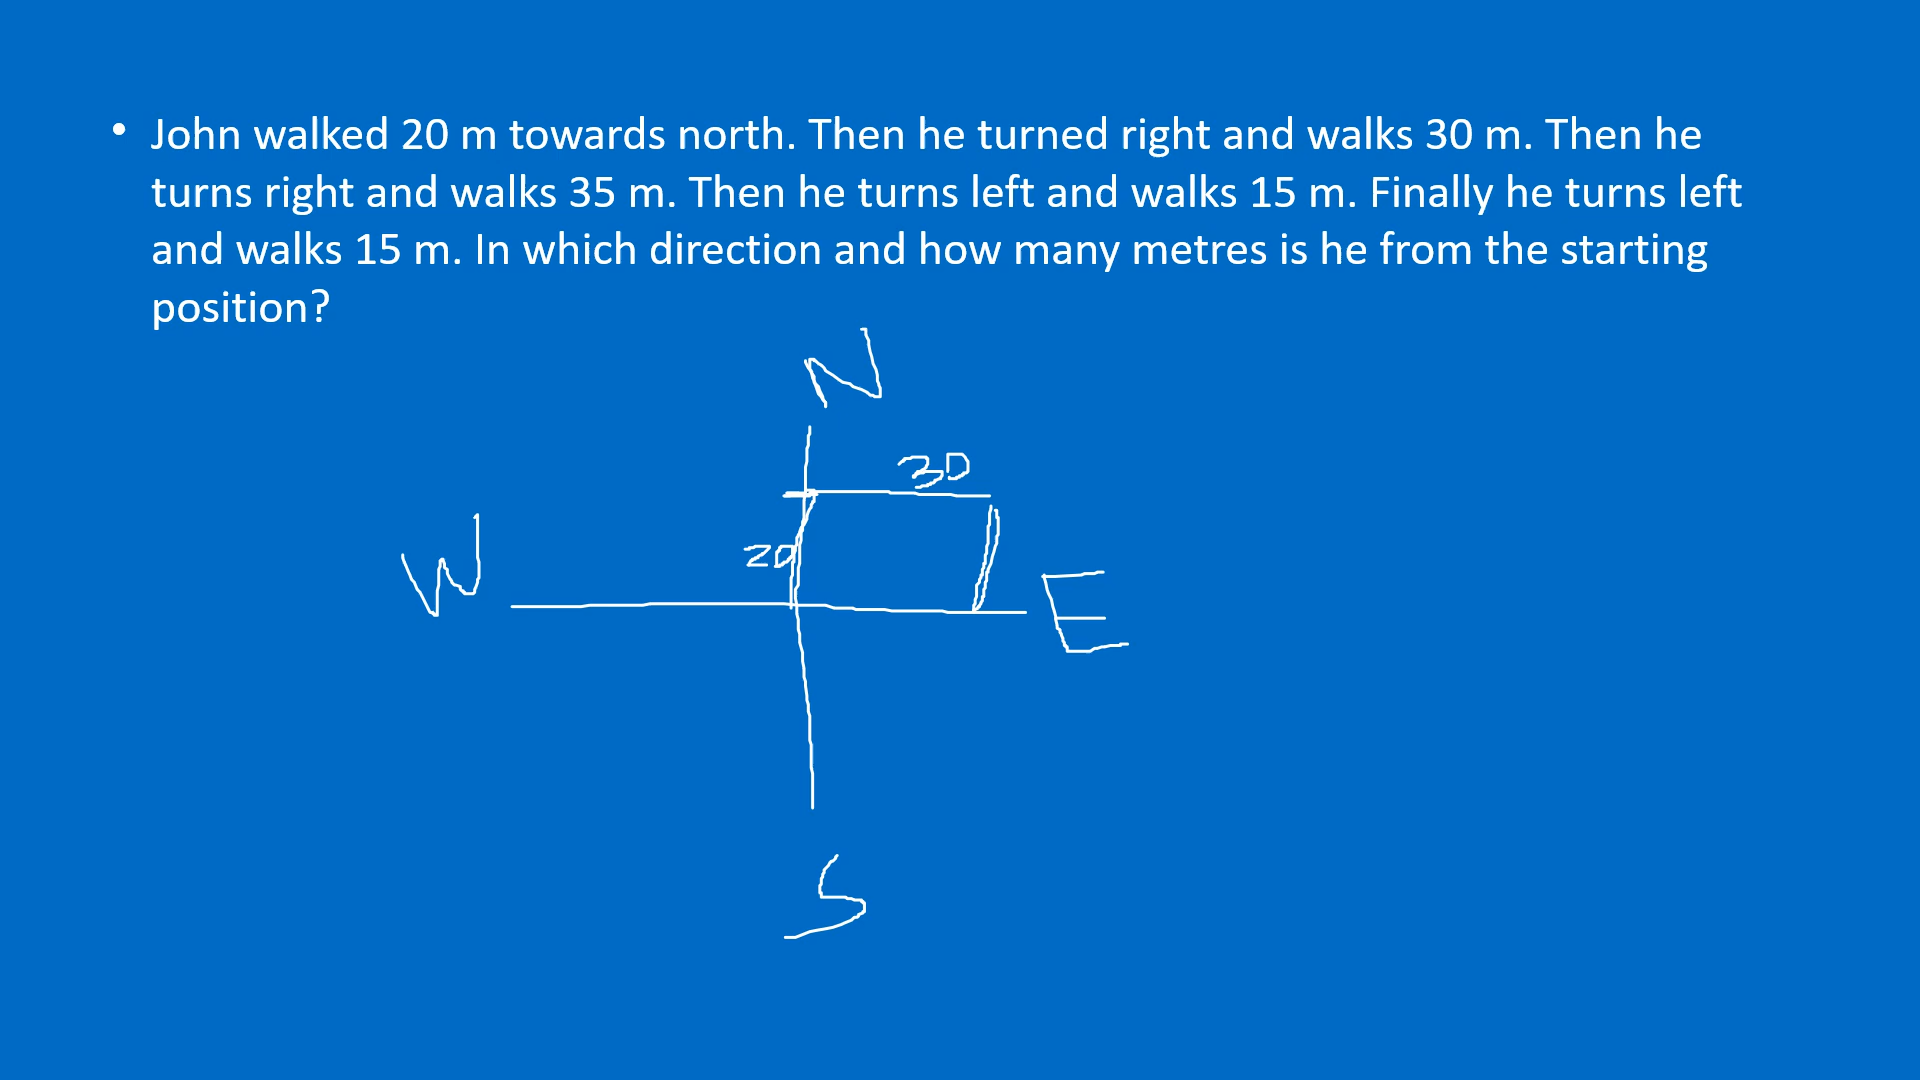 • John walked 20 m towards north. Then he turned right and walks 30 m. Then he
turns right and walks 35 m. Then he turns left and walks 15 m. Finally he turns left
and walks 15 m. In which direction and how many metres is he from the starting
position?
N
30
W
20
E
S